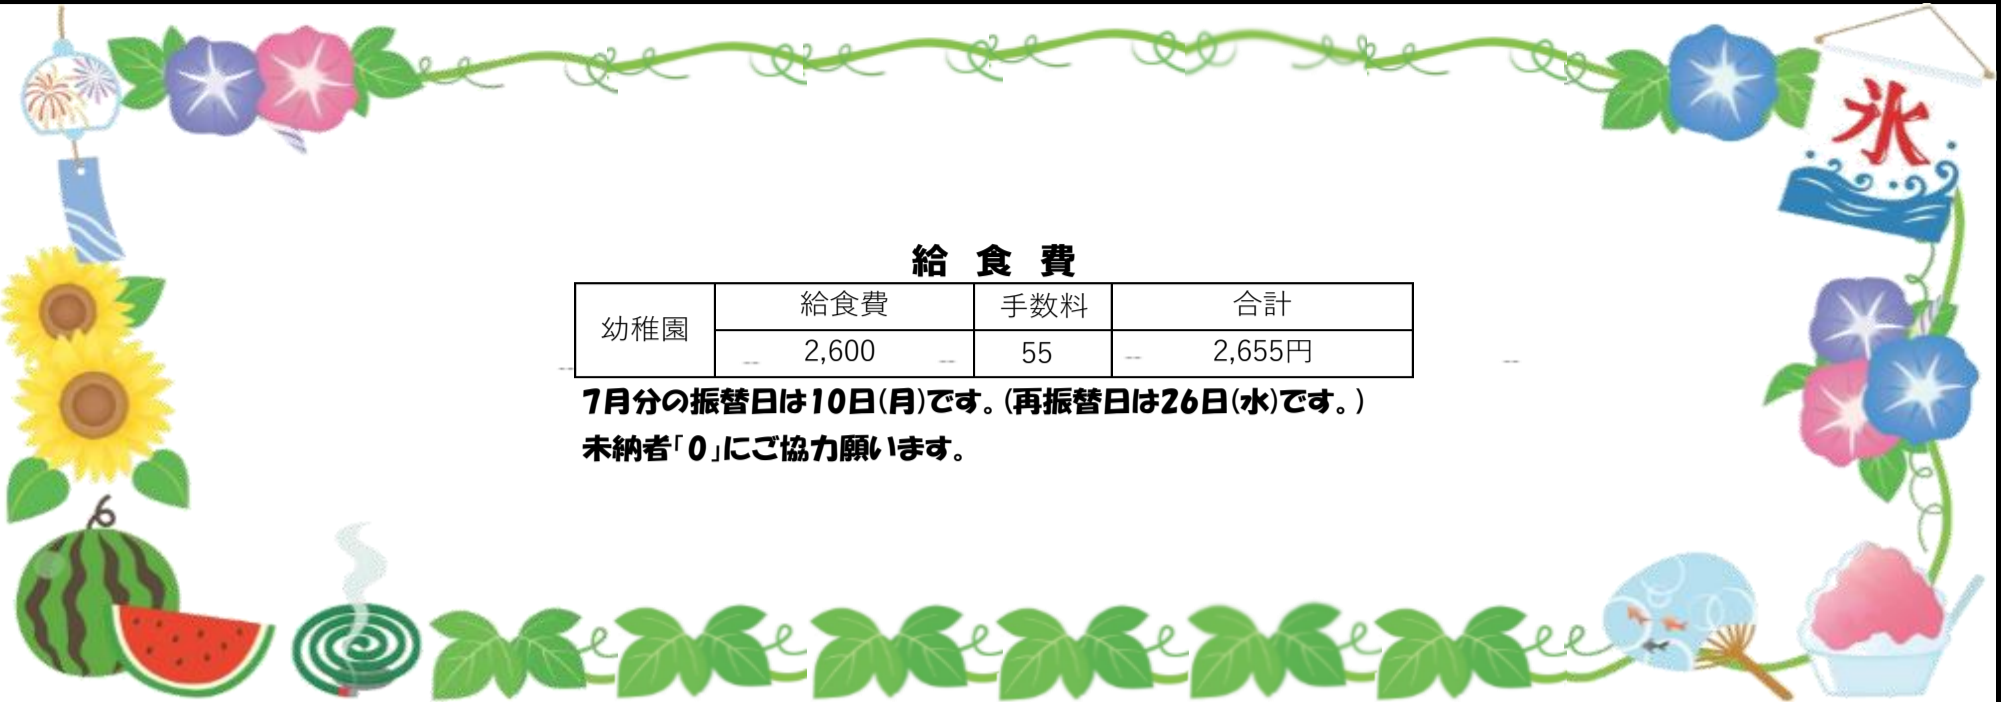 氷
給 食 費
幼稚園 給食費 手数料 合計
2,600 55 2,655円
7月分の振替日は10日(月)です。(再振替日は26日(水)です。)
未納者「0」にご協力願います。